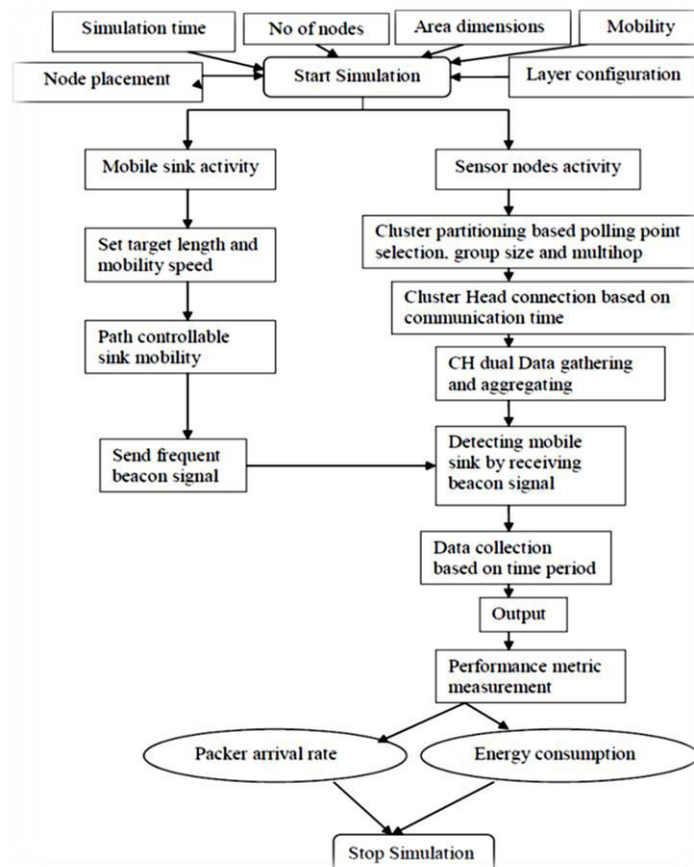 Simulation time
No of nodes
Area dimensions
Mobility
Node placement
Start Simulation
Layer configuration
Mobile sink activity
Sensor nodes activity
Set target length and
mobility speed
Cluster partitioning based polling point
selection, group size and multihop
Cluster Head connection based on
communication time
Path controllable
sink mobility
CH dual Data gathering
and aggregating
Send frequent
beacon signal
Detecting mobile
sink by receiving
beacon signal
Data collection
based on time period
Output
Performance metric
measurement
Packer arrival rate
Energy consumption
Stop Simulation